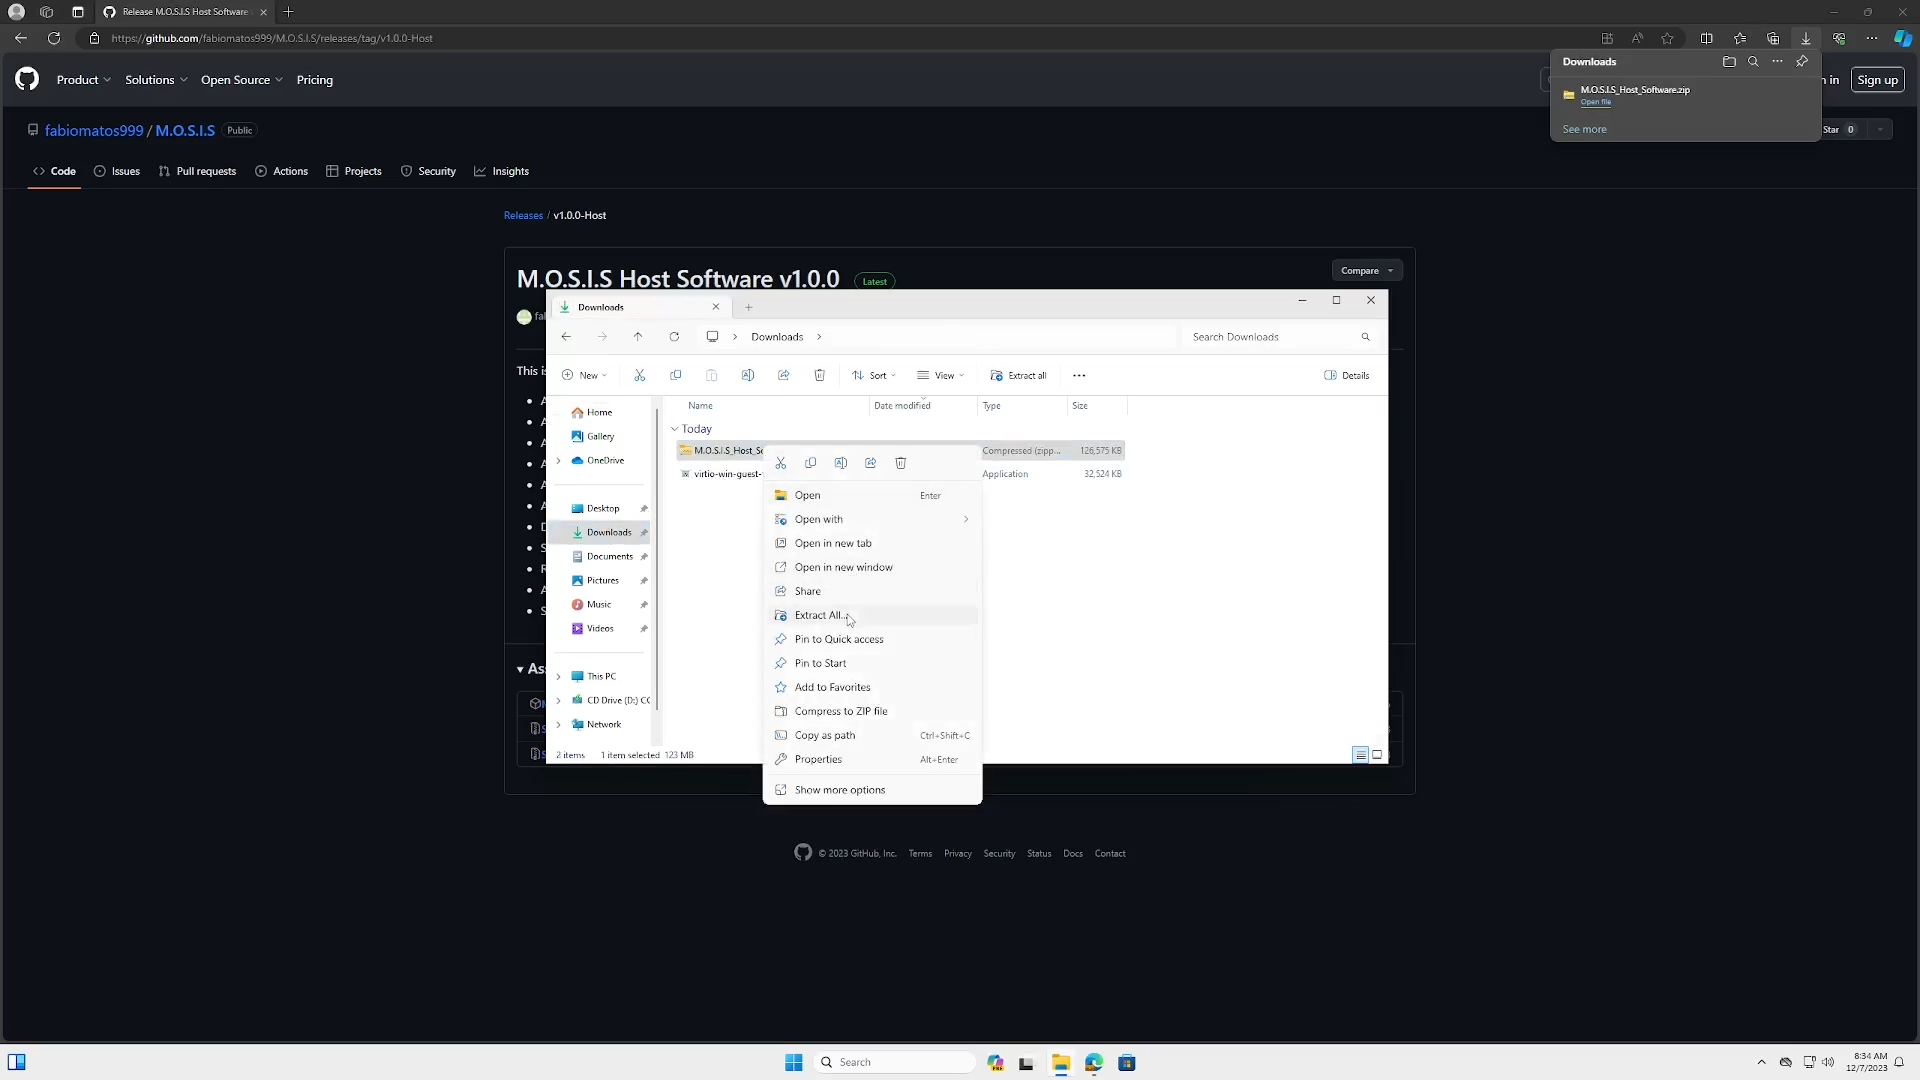 Release M.O.S.I.S Host Software
https://github.com/fabiomatos999/M.O.S.I.S/releases/tag/v1.0.0-Host
Downloads
M.O.S.I.S_Host_Software.zip
Open file
See more
Product
Solutions
Open Source
Pricing
in
Sign up
fabiomatos999 / M.O.S.I.S Public
Star 0
Code
Issues
Pull requests
Actions
Projects
Security
Insights
Releases / v1.0.0-Host
M.O.S.I.S Host Software v1.0.0 Latest
Compare
This is
Downloads
Downloads
Search Downloads
New
Sort
View
Extract all
Details
Name
Date modified
Type
Size
Home
Gallery
OneDrive
Desktop
Downloads
Documents
Pictures
Music
Videos
This PC
CD Drive (D:) CC
Network
Today
M.O.S.I.S_Host_So
Compressed (zipp...
126,575 KB
virtio-win-guest-
Application
32,524 KB
Open Enter
Open with
Open in new tab
Open in new window
Share
Extract All...
Pin to Quick access
Pin to Start
Add to Favorites
Compress to ZIP file
Copy as path Ctrl+Shift+C
Properties Alt+Enter
Show more options
2 items 1 item selected 123 MB
© 2023 GitHub, Inc. Terms Privacy Security Status Docs Contact
Search
8:34 AM
12/7/2023